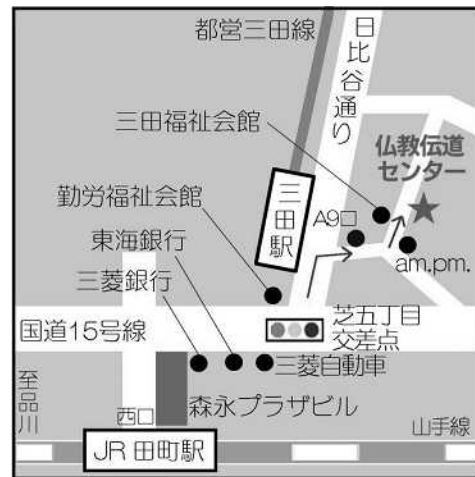 都営三田線
日比谷通り
三田福祉会館
仏教伝道
センター
勤労福祉会館
三田駅
A9口
東海銀行
am.pm.
三菱銀行
国道15号線
芝五丁目
交差点
三菱自動車
至品川
西口
森永プラザビル
山手線
JR 田町駅